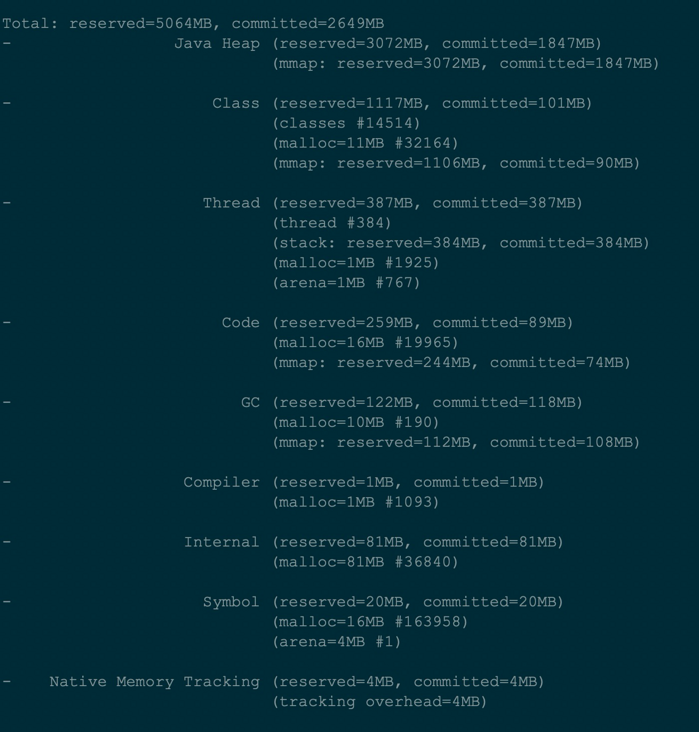 Total: reserved=5064MB, committed=2649MB
- Java Heap (reserved=3072MB, committed=1847MB)
(mmap: reserved=3072MB, committed=1847MB)
- Class (reserved=1117MB, committed=101MB)
(classes #14514)
(malloc=11MB #32164)
(mmap: reserved=1106MB, committed=90MB)
- Thread (reserved=387MB, committed=387MB)
(thread #384)
(stack: reserved=384MB, committed=384MB)
(malloc=1MB #1925)
(arena=1MB #767)
- Code (reserved=259MB, committed=89MB)
(malloc=16MB #19965)
(mmap: reserved=244MB, committed=74MB)
- GC (reserved=122MB, committed=118MB)
(malloc=10MB #190)
(mmap: reserved=112MB, committed=108MB)
- Compiler (reserved=1MB, committed=1MB)
(malloc=1MB #1093)
- Internal (reserved=81MB, committed=81MB)
(malloc=81MB #36840)
- Symbol (reserved=20MB, committed=20MB)
(malloc=16MB #163958)
(arena=4MB #1)
- Native Memory Tracking (reserved=4MB, committed=4MB)
(tracking overhead=4MB)